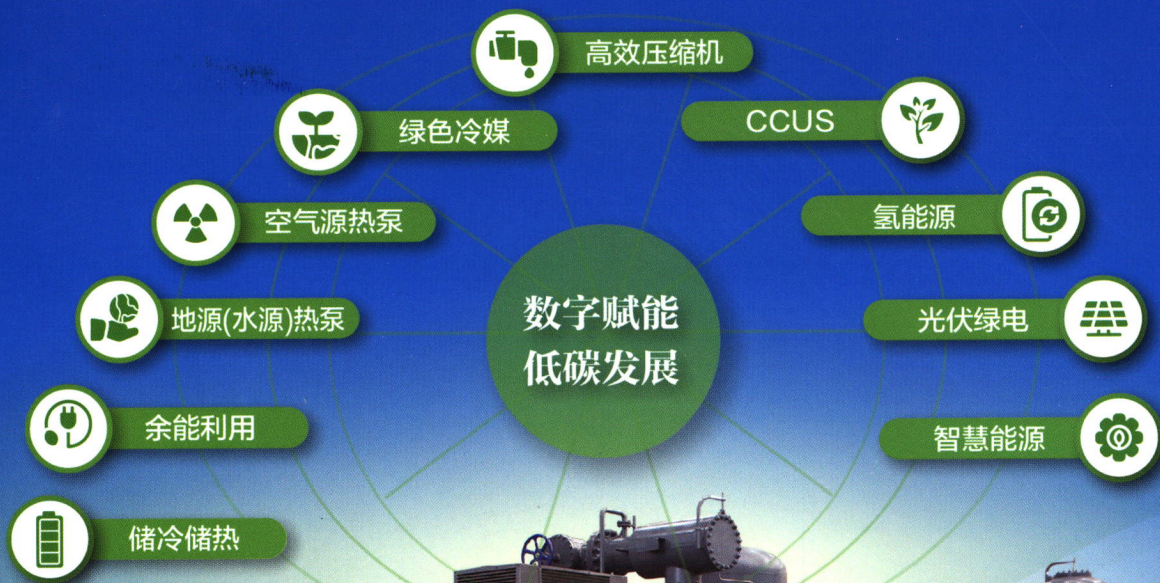 高效压缩机
绿色冷媒
CCUS
空气源热泵
氢能源
地源(水源)热泵
数字赋能
低碳发展
光伏绿电
余能利用
智慧能源
储冷储热